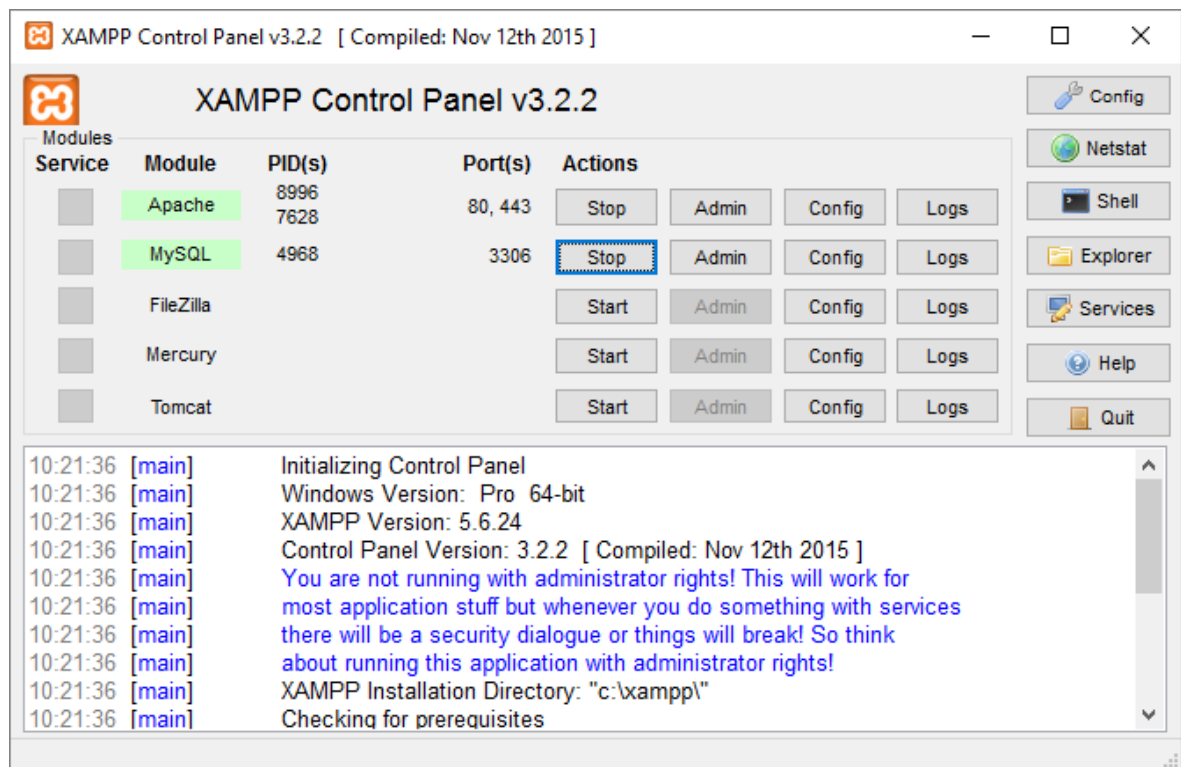 XAMPP Control Panel v3.2.2 [ Compiled: Nov 12th 2015 ]
XAMPP Control Panel v3.2.2
Config
Modules
Service Module PID(s) Port(s) Actions
Netstat
Apache 8996 7628 80, 443 Stop Admin Config Logs
Shell
MySQL 4968 3306 Stop Admin Config Logs
Explorer
FileZilla Start Admin Config Logs
Services
Mercury Start Admin Config Logs
Help
Tomcat Start Admin Config Logs
Quit
10:21:36 [main] Initializing Control Panel
10:21:36 [main] Windows Version: Pro 64-bit
10:21:36 [main] XAMPP Version: 5.6.24
10:21:36 [main] Control Panel Version: 3.2.2 [ Compiled: Nov 12th 2015 ]
10:21:36 [main] You are not running with administrator rights! This will work for
10:21:36 [main] most application stuff but whenever you do something with services
10:21:36 [main] there will be a security dialogue or things will break! So think
10:21:36 [main] about running this application with administrator rights!
10:21:36 [main] XAMPP Installation Directory: "c:\xampp\"
10:21:36 [main] Checking for prerequisites